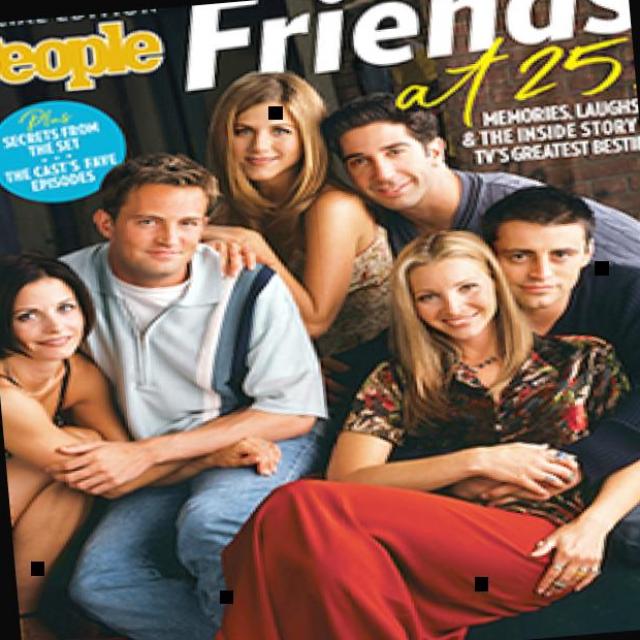 People
Friends
at 25
MEMORIES, LAUGHS
& THE INSIDE STORY
TV'S GREATEST
Plus
SECRETS FROM
THE SET
THE CAST'S FAVE
EPISODES